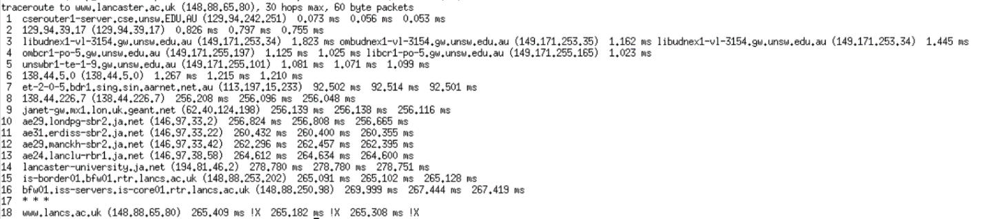 traceroute to www.lancaster.ac.uk (148.88.65.80), 30 hops max, 60 byte packets
1 cserouter1-server.cse.unsw.EDU.AU (129.94.242.251) 0.073 ms 0.056 ms 0.053 ms
2 129.94.39.17 (129.94.39.17) 0.826 ms 0.797 ms 0.755 ms
3 libudnex1-vl-3154.gw.unsw.edu.au (149.171.253.34) 1.823 ms ombudnex1-vl-3154.gw.unsw.edu.au (149.171.253.35) 1.162 ms libudnex1-vl-3154.gw.unsw.edu.au (149.171.253.34) 1.445 ms
4 ombcr1-po-5.gw.unsw.edu.au (149.171.255.197) 1.125 ms 1.025 ms libcr1-po-5.gw.unsw.edu.au (149.171.255.165) 1.023 ms
5 unswbr1-te-1-9.gw.unsw.edu.au (149.171.255.101) 1.081 ms 1.071 ms 1.099 ms
6 138.44.5.0 (138.44.5.0) 1.267 ms 1.215 ms 1.210 ms
7 et-2-0-5.bdr1.sing.sin.aarnet.net.au (113.197.15.233) 92.502 ms 92.514 ms 92.501 ms
8 138.44.226.7 (138.44.226.7) 256.208 ms 256.096 ms 256.048 ms
9 janet-gw.mx1.lon.uk.geant.net (62.40.124.198) 256.139 ms 256.138 ms 256.116 ms
10 ae29.londpg-sbr2.ja.net (146.97.33.2) 256.824 ms 256.808 ms 256.665 ms
11 ae31.erdiss-sbr2.ja.net (146.97.33.22) 260.432 ms 260.400 ms 260.355 ms
12 ae29.manckh-sbr2.ja.net (146.97.33.42) 262.296 ms 262.457 ms 262.395 ms
13 ae24.lanclu-rbr1.ja.net (146.97.38.58) 264.612 ms 264.634 ms 264.600 ms
14 lancaster-university.ja.net (194.81.46.2) 278.780 ms 278.780 ms 278.751 ms
15 is-border01.bfw01.rtr.lancs.ac.uk (148.88.253.202) 265.091 ms 265.102 ms 265.128 ms
16 bfw01.iss-servers.is-core01.rtr.lancs.ac.uk (148.88.250.98) 269.999 ms 267.444 ms 267.419 ms
17 * * *
18 www.lancs.ac.uk (148.88.65.80) 265.409 ms !X 265.182 ms !X 265.308 ms !X